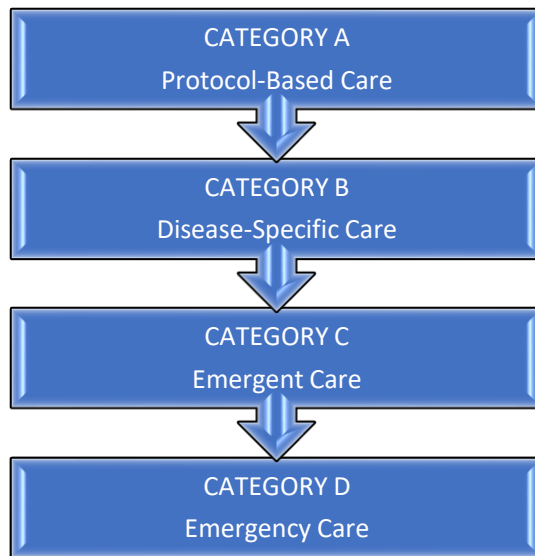 CATEGORY A
Protocol-Based Care
CATEGORY B
Disease-Specific Care
CATEGORY C
Emergent Care
CATEGORY D
Emergency Care